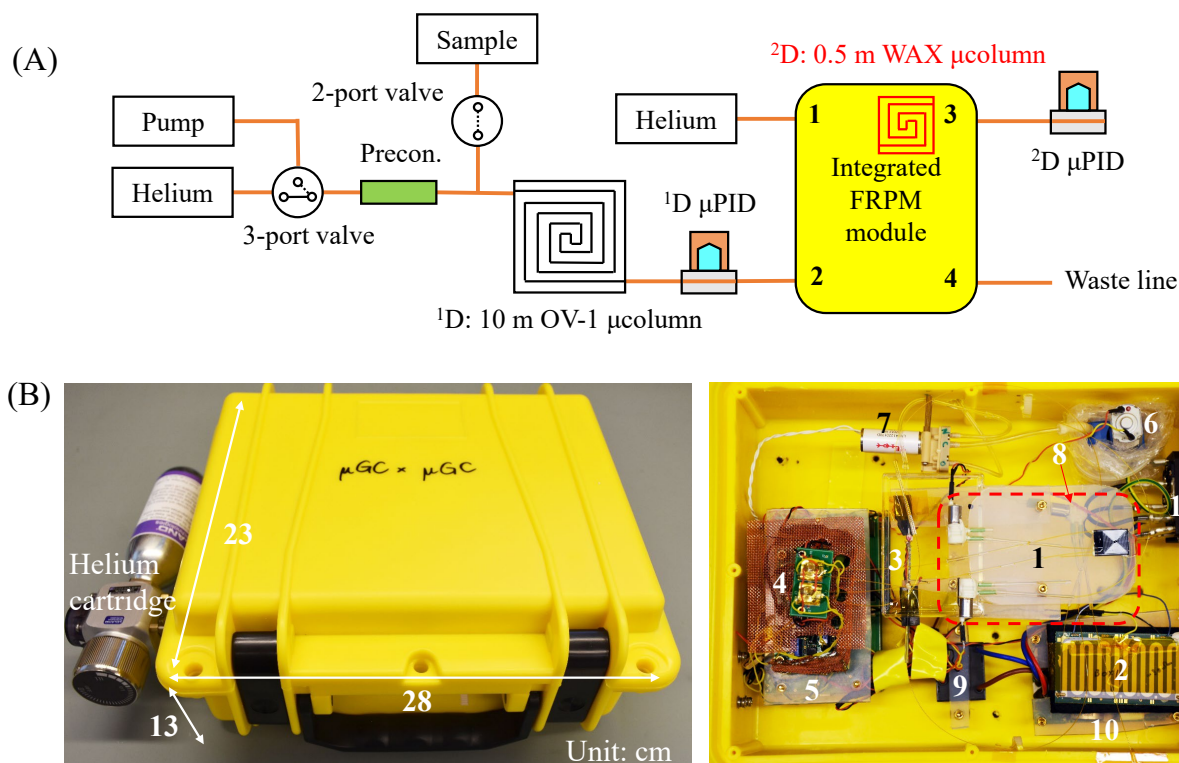 (A)
Sample
2-port valve
Pump
Helium
3-port valve
Precon.
¹D: 10 m OV-1 μcolumn
¹D μPID
Helium
²D: 0.5 m WAX μcolumn
1
2
3
4
Integrated
FRPM
module
²D μPID
Waste line
(B)
μGC × μGC
23
Helium
cartridge
28
13
Unit: cm
7
6
8
1
3
1
4
2
5
9
10